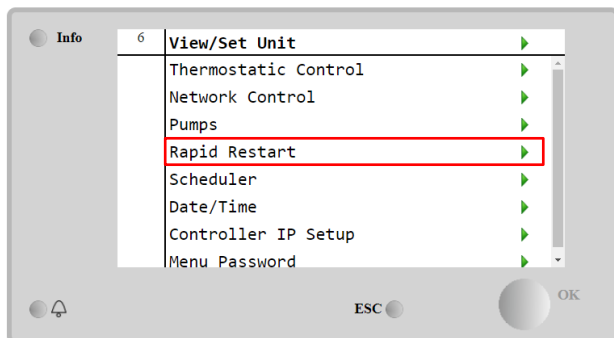 Info
6 View/Set Unit
Thermostatic Control
Network Control
Pumps
Rapid Restart
Scheduler
Date/Time
Controller IP Setup
Menu Password
ESC
OK